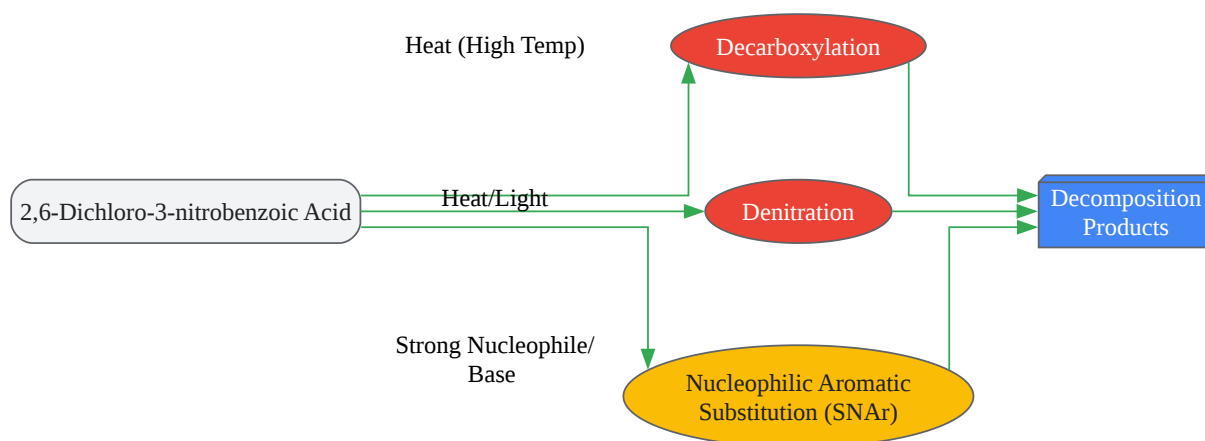 Heat (High Temp)
Decarboxylation
2,6-Dichloro-3-nitrobenzoic Acid
Heat/Light
Denitration
Decomposition
Products
Strong Nucleophile/
Base
Nucleophilic Aromatic
Substitution (SNAr)